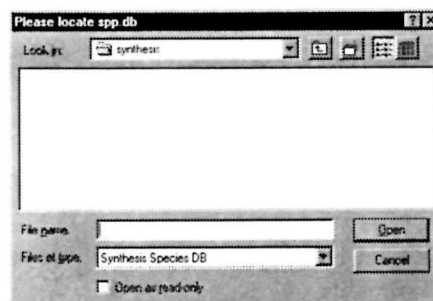 Please locate spp.db
Look in: synthesis
File name:
Open
Files of type: Synthesis Species DB
Cancel
Open as read-only